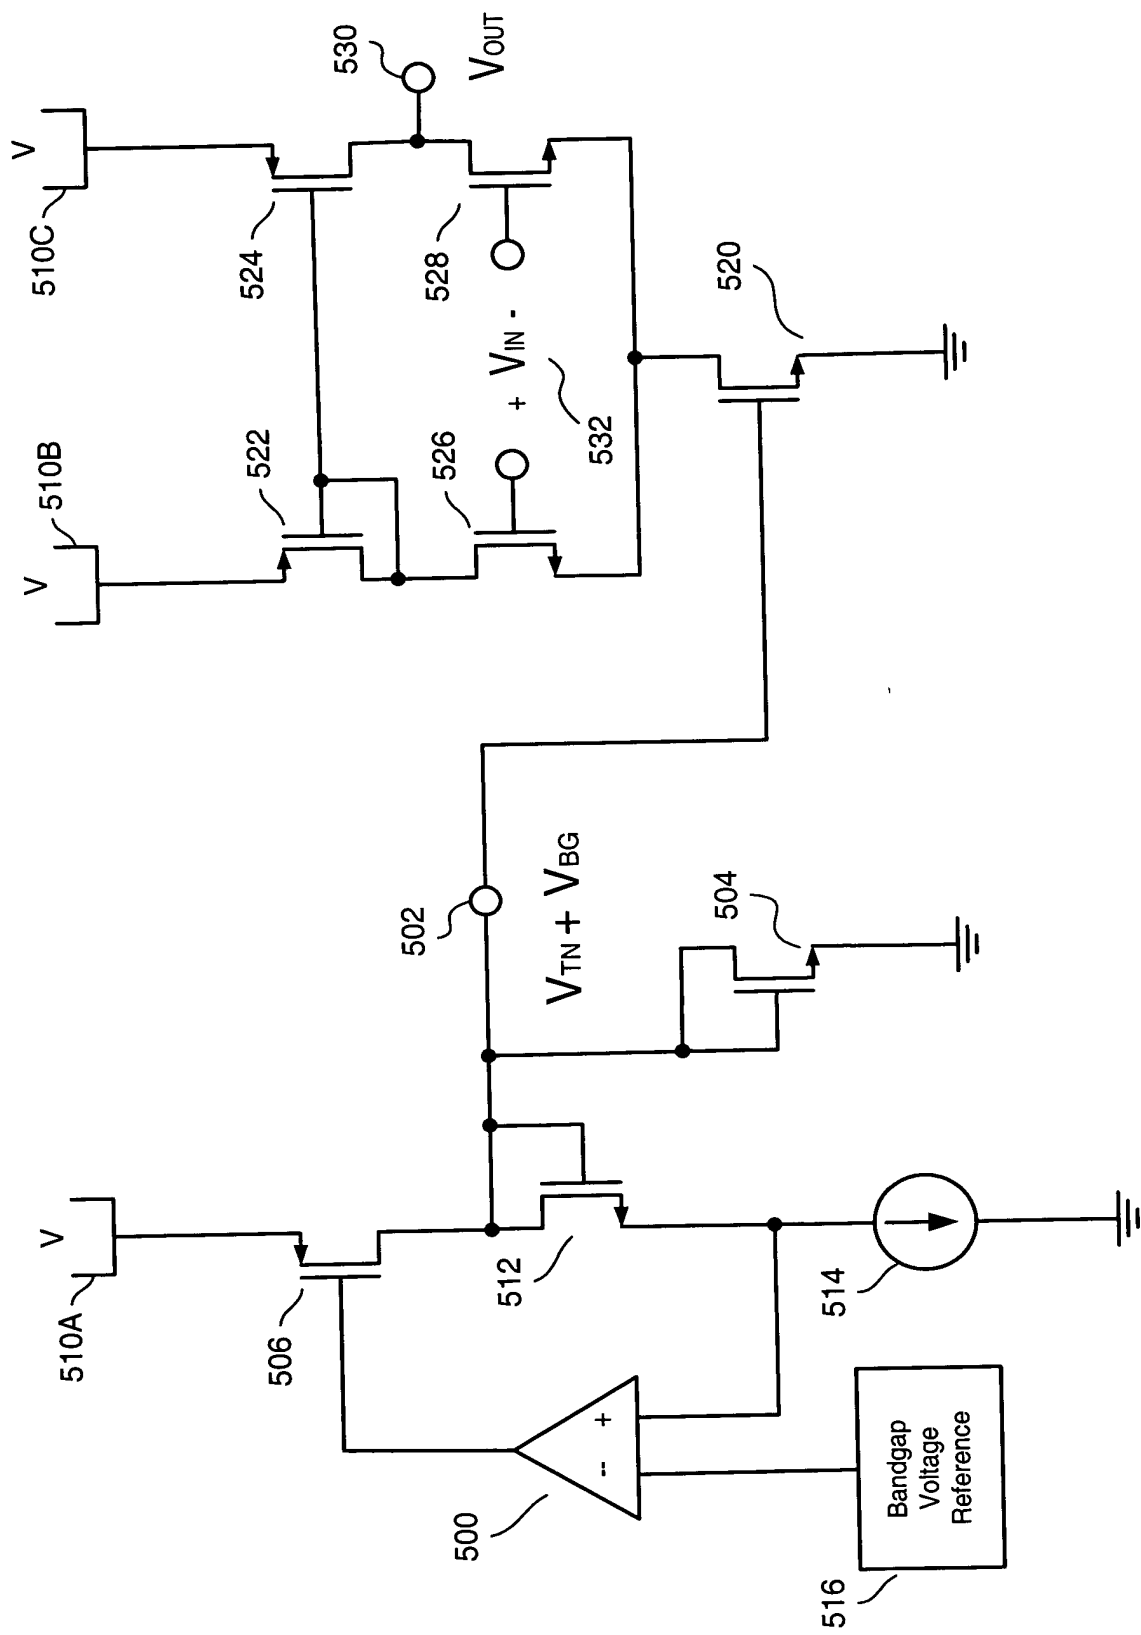 V
510A
V
510B
V
510C
506
522
524
530
VOUT
500
--
+
512
502
VTN + VBG
526
528
+ VIN -
532
504
520
514
516
Bandgap
Voltage
Reference